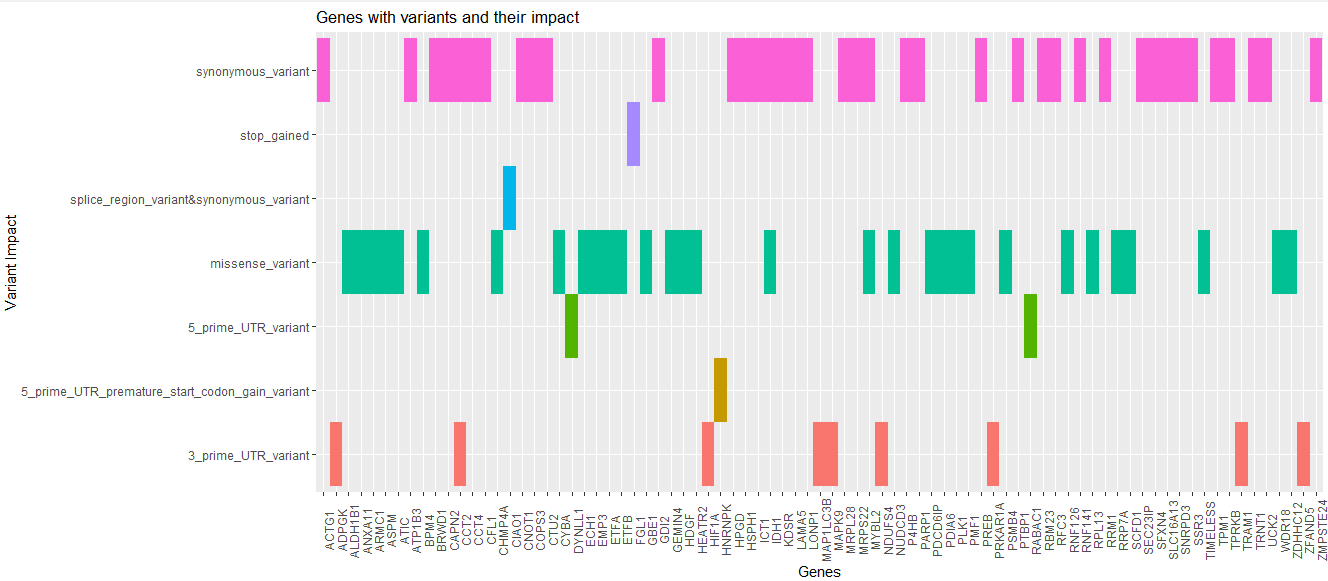 Genes with variants and their impact
Variant Impact
synonymous_variant
stop_gained
splice_region_variant&synonymous_variant
missense_variant
5_prime_UTR_variant
5_prime_UTR_premature_start_codon_gain_variant
3_prime_UTR_variant
ACTG1
ADPGK
ALDH1B1
ANXA11
ARMC1
ASPM
ATIC
ATP1B3
BPM4
BRWD1
CAPN2
CCT2
CCT4
CFL1
CHMP4A
CIAO1
CNOT1
COPS3
CTU2
CYBA
DYNLL1
ECH1
EMP3
ETFA
ETFB
FGL1
GBE1
GDI2
GEMIN4
HDGF
HEATR2
HIF1A
HNRNPK
HPGD
HSPH1
ICT1
IDH1
KDSR
LAMA5
LONP1
MAP1LC3B
MAPK9
MRPL28
MRPS22
MYBL2
NDUFS4
NUDCD3
P4HB
PARP1
PDCD6IP
PDIA6
PLK1
PMF1
PREB
PRKAR1A
PSMB4
PTBP1
RABAC1
RBM23
RFC3
RNF126
RNF141
RPL13
RRM1
RRP7A
SCFD1
SEC23IP
SFXN4
SLC16A13
SNRPD3
SSR3
TIMELESS
TPM1
TPRKB
TRAM1
TRNT1
UCK2
WDR18
ZDHHC12
ZFAND5
ZMPSTE24
Genes